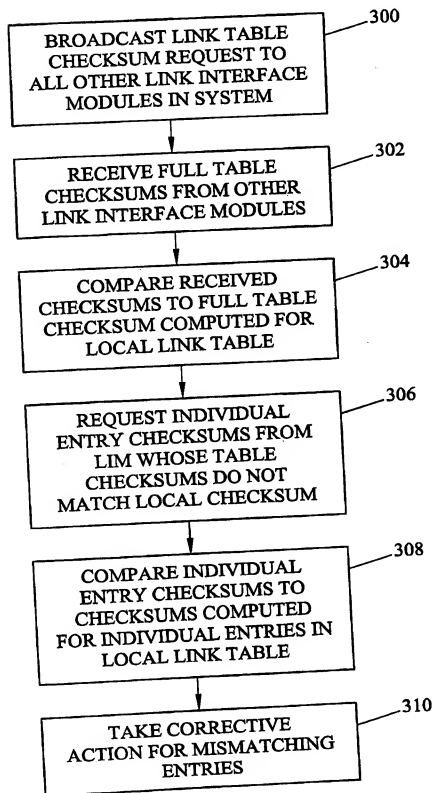 BROADCAST LINK TABLE
CHECKSUM REQUEST TO
ALL OTHER LINK INTERFACE
MODULES IN SYSTEM
300
RECEIVE FULL TABLE
CHECKSUMS FROM OTHER
LINK INTERFACE MODULES
302
COMPARE RECEIVED
CHECKSUMS TO FULL TABLE
CHECKSUM COMPUTED FOR
LOCAL LINK TABLE
304
REQUEST INDIVIDUAL
ENTRY CHECKSUMS FROM
LIM WHOSE TABLE
CHECKSUMS DO NOT
MATCH LOCAL CHECKSUM
306
COMPARE INDIVIDUAL
ENTRY CHECKSUMS TO
CHECKSUMS COMPUTED
FOR INDIVIDUAL ENTRIES IN
LOCAL LINK TABLE
308
TAKE CORRECTIVE
ACTION FOR MISMATCHING
ENTRIES
310